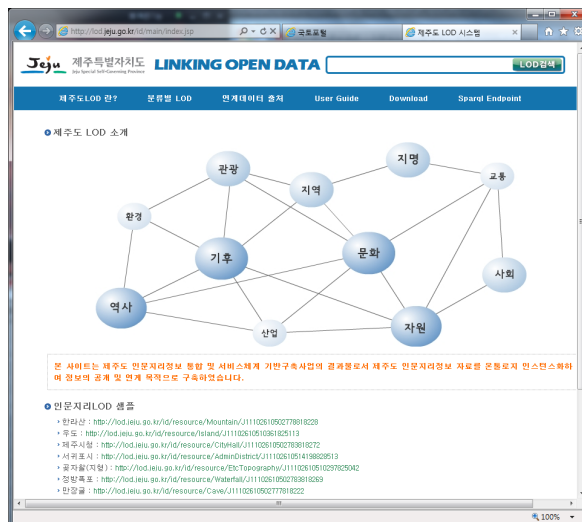 http://lod.jeju.go.kr/id/main/index.jsp
국토포털
제주도 LOD 시스템
Jeju 제주특별자치도 LINKING OPEN DATA LOD검색
Jeju Special Self-Governing Province
제주도LOD 란? 분류별 LOD 연계데이터 출처 User Guide Download Sparql Endpoint
제주도 LOD 소개
관광
지역
지명
교통
환경
기후
문화
사회
역사
산업
자원
본 사이트는 제주도 인문지리정보 통합 및 서비스체계 기반구축사업의 결과물로서 제주도 인문지리정보 자료를 온톨로지 인스턴스화하
여 정보의 공개 및 연계 목적으로 구축하였습니다.
인문지리LOD 샘플
한라산 : http://lod.jeju.go.kr/id/resource/Mountain/J11102610502778818228
우도 : http://lod.jeju.go.kr/id/resource/Island/J11102610510361825113
제주시청 : http://lod.jeju.go.kr/id/resource/CityHall/J11102610502783818272
서귀포시 : http://lod.jeju.go.kr/id/resource/AdminDistrict/J11102610514198828513
곶자왈(지형) : http://lod.jeju.go.kr/id/resource/EtcTopography/J11102610510297825042
정방폭포 : http://lod.jeju.go.kr/id/resource/Waterfall/J11102610502783818269
만장굴 : http://lod.jeju.go.kr/id/resource/Cave/J11102610502777818222
100%